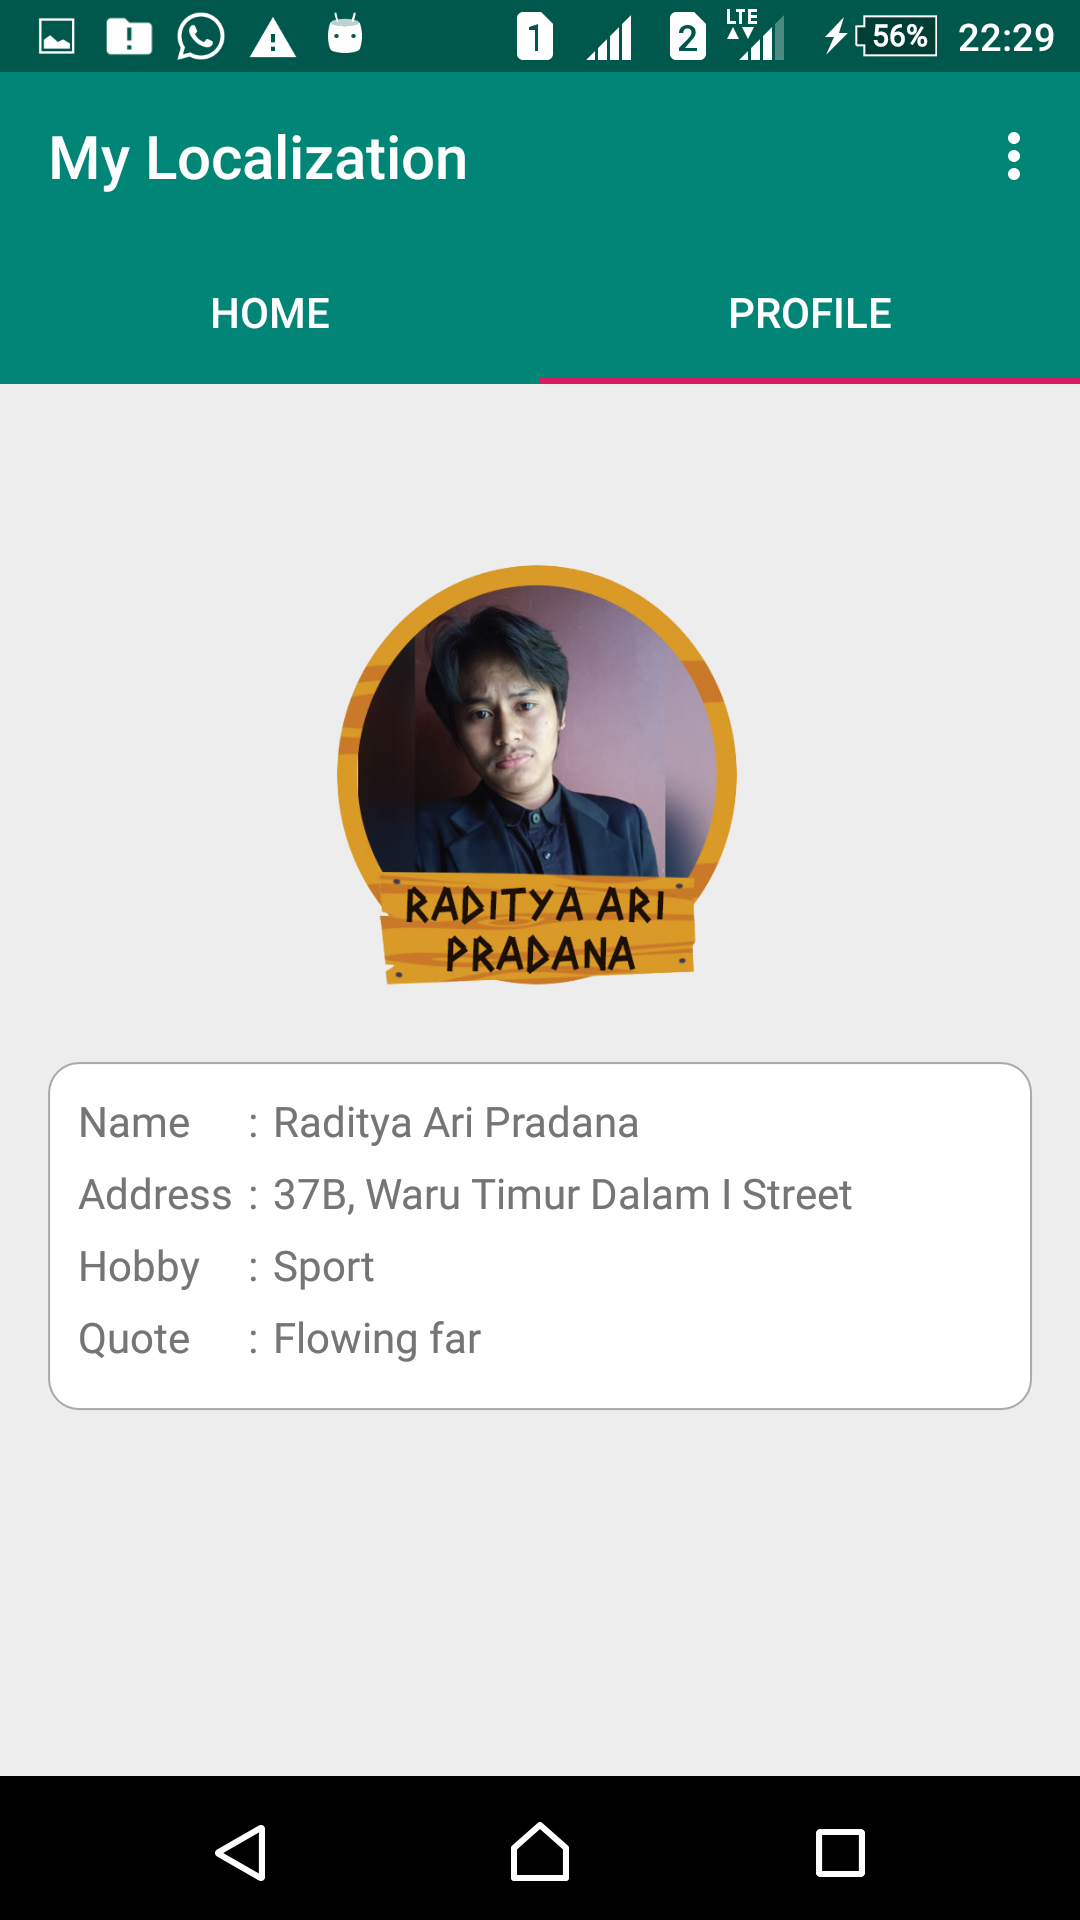 1 2 LTE 56% 22:29
My Localization
HOME PROFILE
RADITYA ARI
PRADANA
Name : Raditya Ari Pradana
Address : 37B, Waru Timur Dalam I Street
Hobby : Sport
Quote : Flowing far